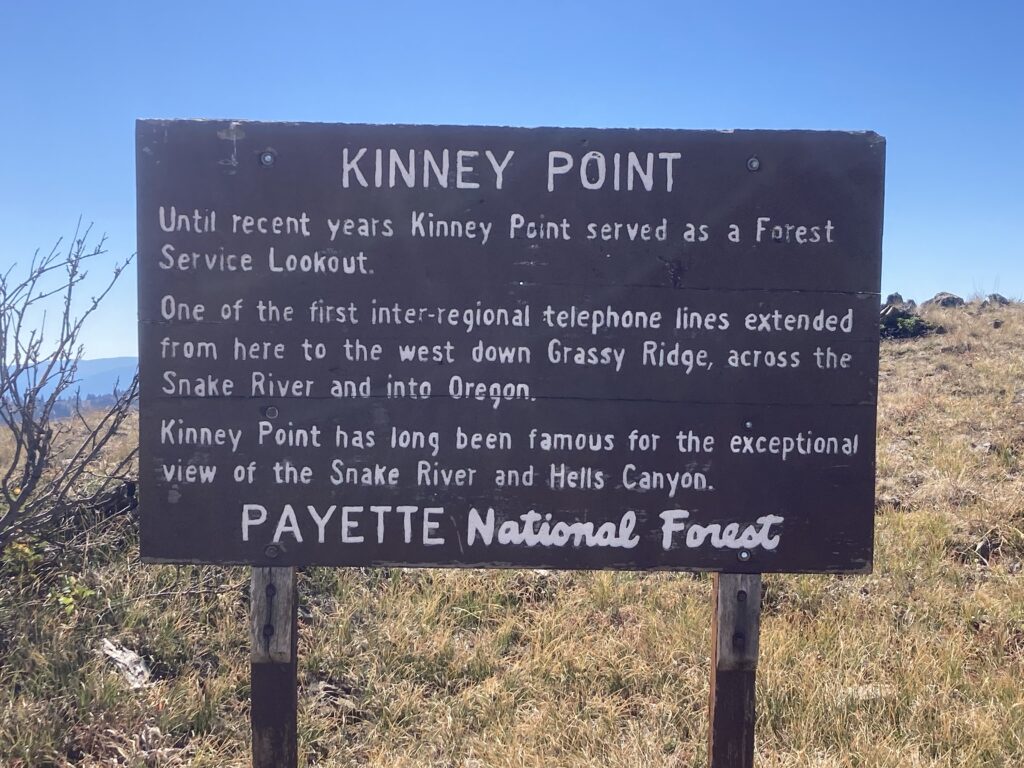 KINNEY POINT
Until recent years Kinney Point served as a Forest
Service Lookout.
One of the first inter-regional telephone lines extended
from here to the west down Grassy Ridge, across the
Snake River and into Oregon.
Kinney Point has long been famous for the exceptional
view of the Snake River and Hells Canyon.
PAYETTE National Forest